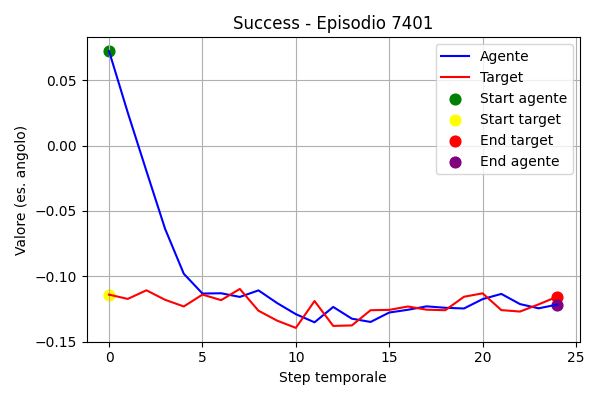 Success - Episodio 7401
Agente
Target
Start agente
Start target
End target
End agente
Valore (es. angolo)
0.05
0.00
−0.05
−0.10
−0.15
0
5
10
15
20
25
Step temporale